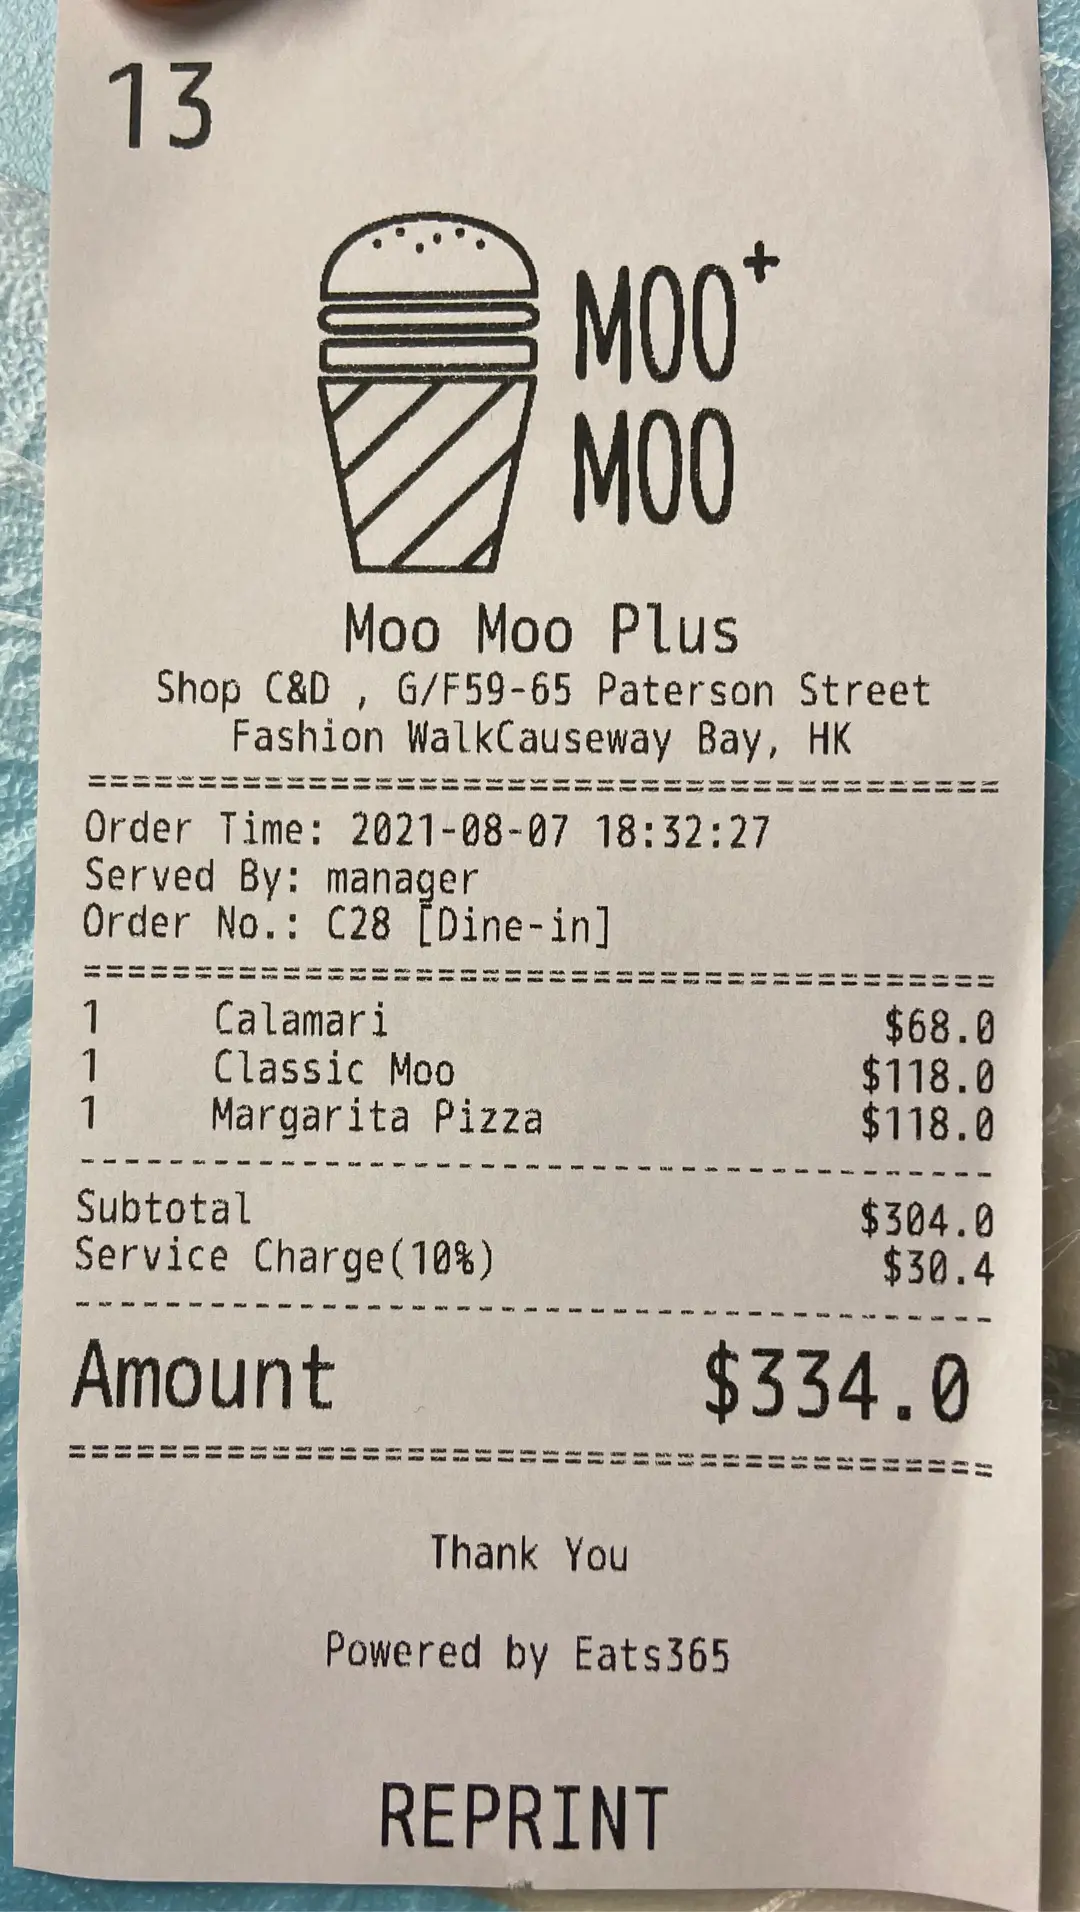 13
MOO+
MOO
Moo Moo Plus
Shop C&D , G/F59-65 Paterson Street
Fashion WalkCauseway Bay, HK
==========================================
Order Time: 2021-08-07 18:32:27
Served By: manager
Order No.: C28 [Dine-in]
==========================================
1 Calamari $68.0
1 Classic Moo $118.0
1 Margarita Pizza $118.0
------------------------------------------
Subtotal $304.0
Service Charge(10%) $30.4
------------------------------------------
Amount $334.0
==========================================
Thank You
Powered by Eats365
REPRINT